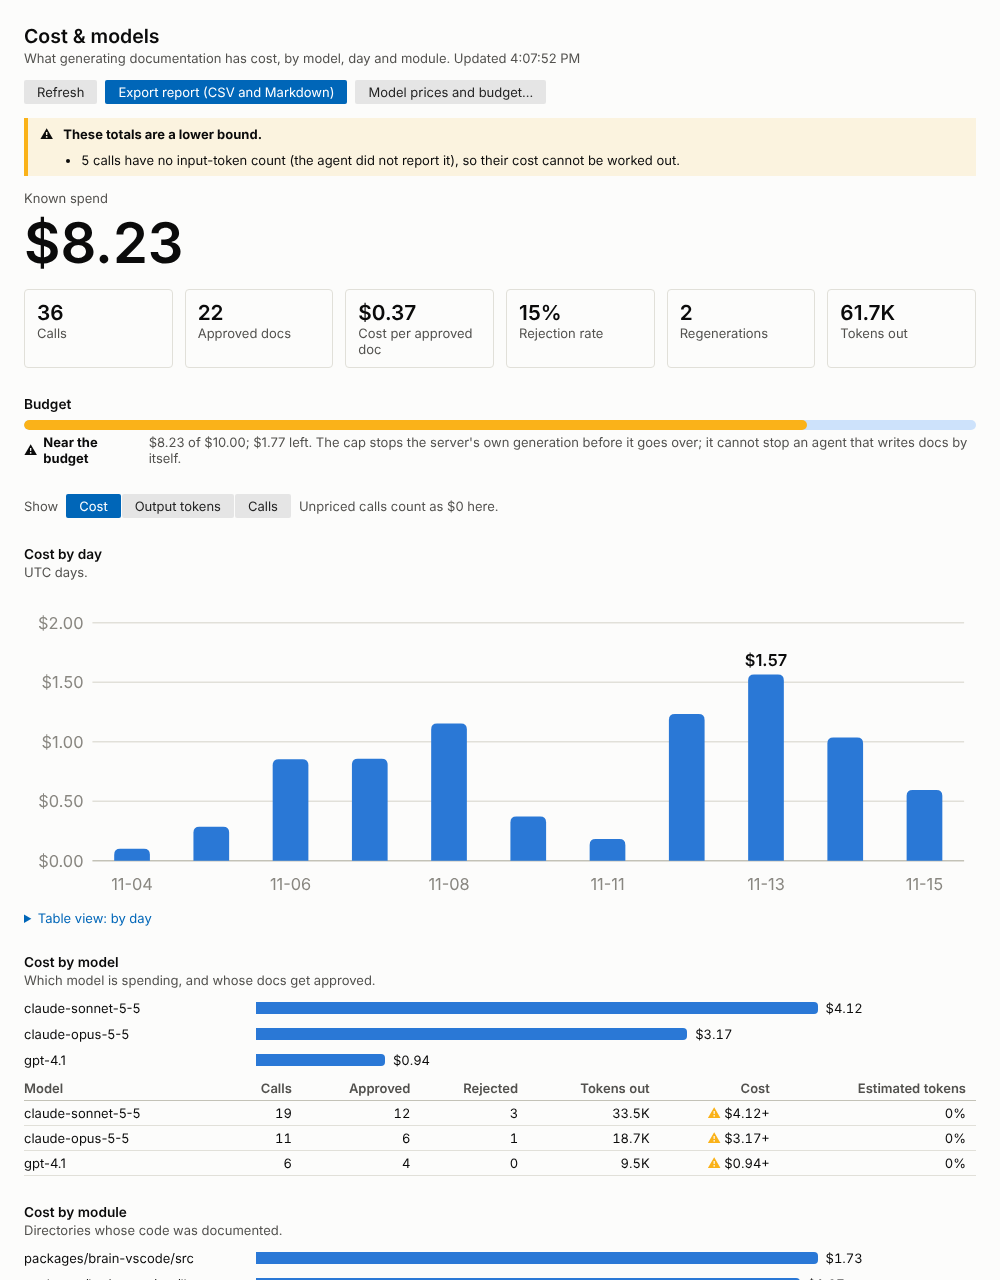 Cost & models
What generating documentation has cost, by model, day and module. Updated 4:07:52 PM
Refresh Export report (CSV and Markdown) Model prices and budget...
These totals are a lower bound.
• 5 calls have no input-token count (the agent did not report it), so their cost cannot be worked out.
Known spend
$8.23
36 22 $0.37 15% 2 61.7K
Calls Approved docs Cost per approved doc Rejection rate Regenerations Tokens out
Budget
Near the budget
$8.23 of $10.00; $1.77 left. The cap stops the server's own generation before it goes over; it cannot stop an agent that writes docs by
itself.
Show Cost Output tokens Calls Unpriced calls count as $0 here.
Cost by day
UTC days.
$2.00
$1.57
$1.50
$1.00
$0.50
$0.00
11-04 11-06 11-08 11-11 11-13 11-15
Table view: by day
Cost by model
Which model is spending, and whose docs get approved.
claude-sonnet-5-5 $4.12
claude-opus-5-5 $3.17
gpt-4.1 $0.94
Model Calls Approved Rejected Tokens out Cost Estimated tokens
claude-sonnet-5-5 19 12 3 33.5K $4.12+ 0%
claude-opus-5-5 11 6 1 18.7K $3.17+ 0%
gpt-4.1 6 4 0 9.5K $0.94+ 0%
Cost by module
Directories whose code was documented.
packages/brain-vscode/src $1.73